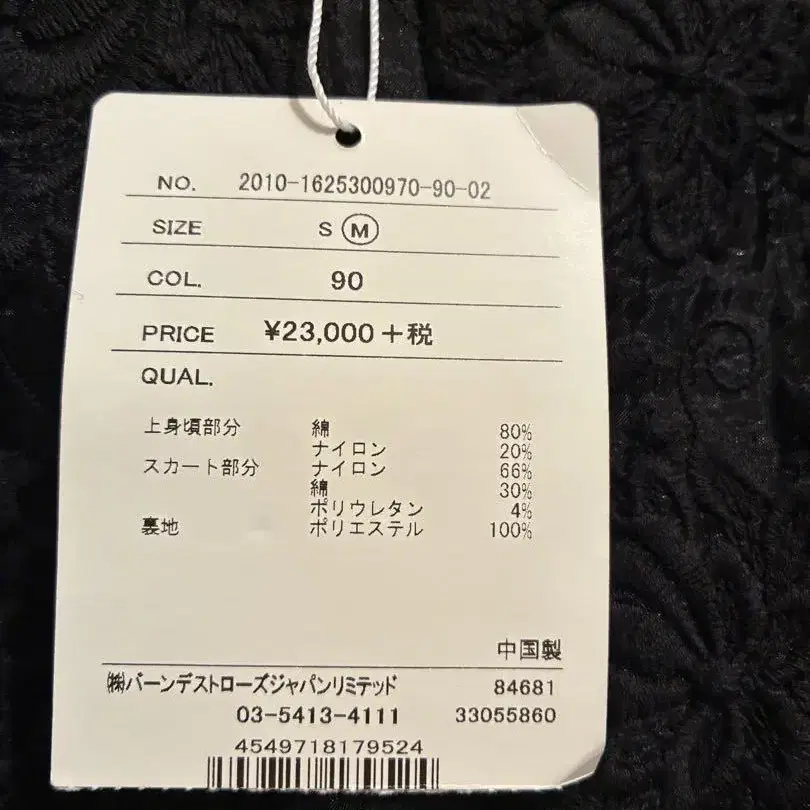 NO. 2010-1625300970-90-02
SIZE S M
COL. 90
PRICE ¥23,000+税
QUAL.
上身頃部分 綿 80%
ナイロン 20%
スカート部分 ナイロン 66%
綿 30%
ポリウレタン 4%
裏地 ポリエステル 100%
中国製
㈱バーンデストローズジャパンリミテッド 84681
03-5413-4111 33055860
4549718179524